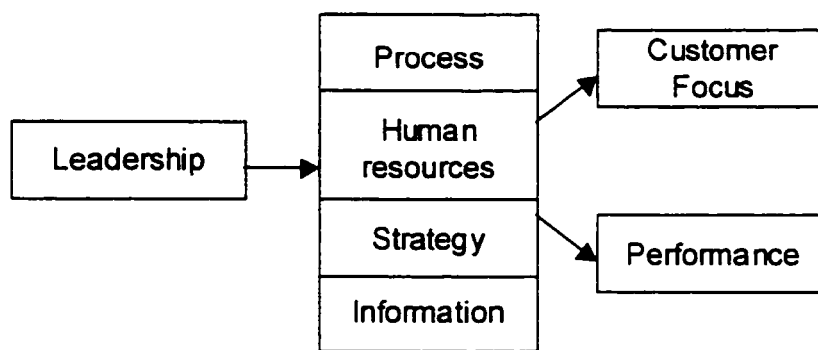 Leadership
Process
Human
resources
Strategy
Information
Customer
Focus
Performance